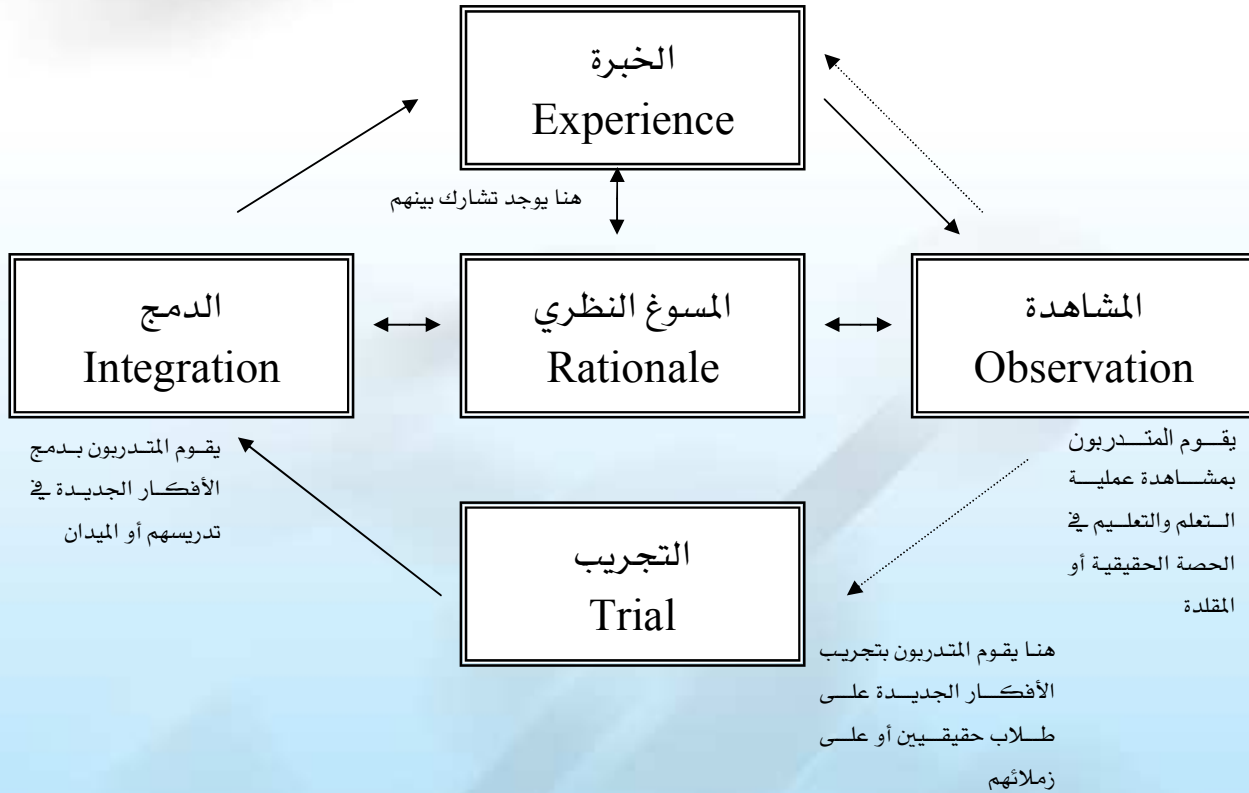 الخبرة
Experience
هنا يوجد تشارك بينهم
الدمج
Integration
المسوغ النظري
Rationale
المشاهدة
Observation
يقوم المتدربون بدمج
الأفكار الجديدة في
تدريسهم أو الميدان
يقوم المتدربون
بمشاهدة عملية
التعلم والتعليم في
الحصة الحقيقية أو
المقلدة
التجريب
Trial
هنا يقوم المتدربون بتجريب
الأفكار الجديدة على
طلاب حقيقيين أو على
زملائهم